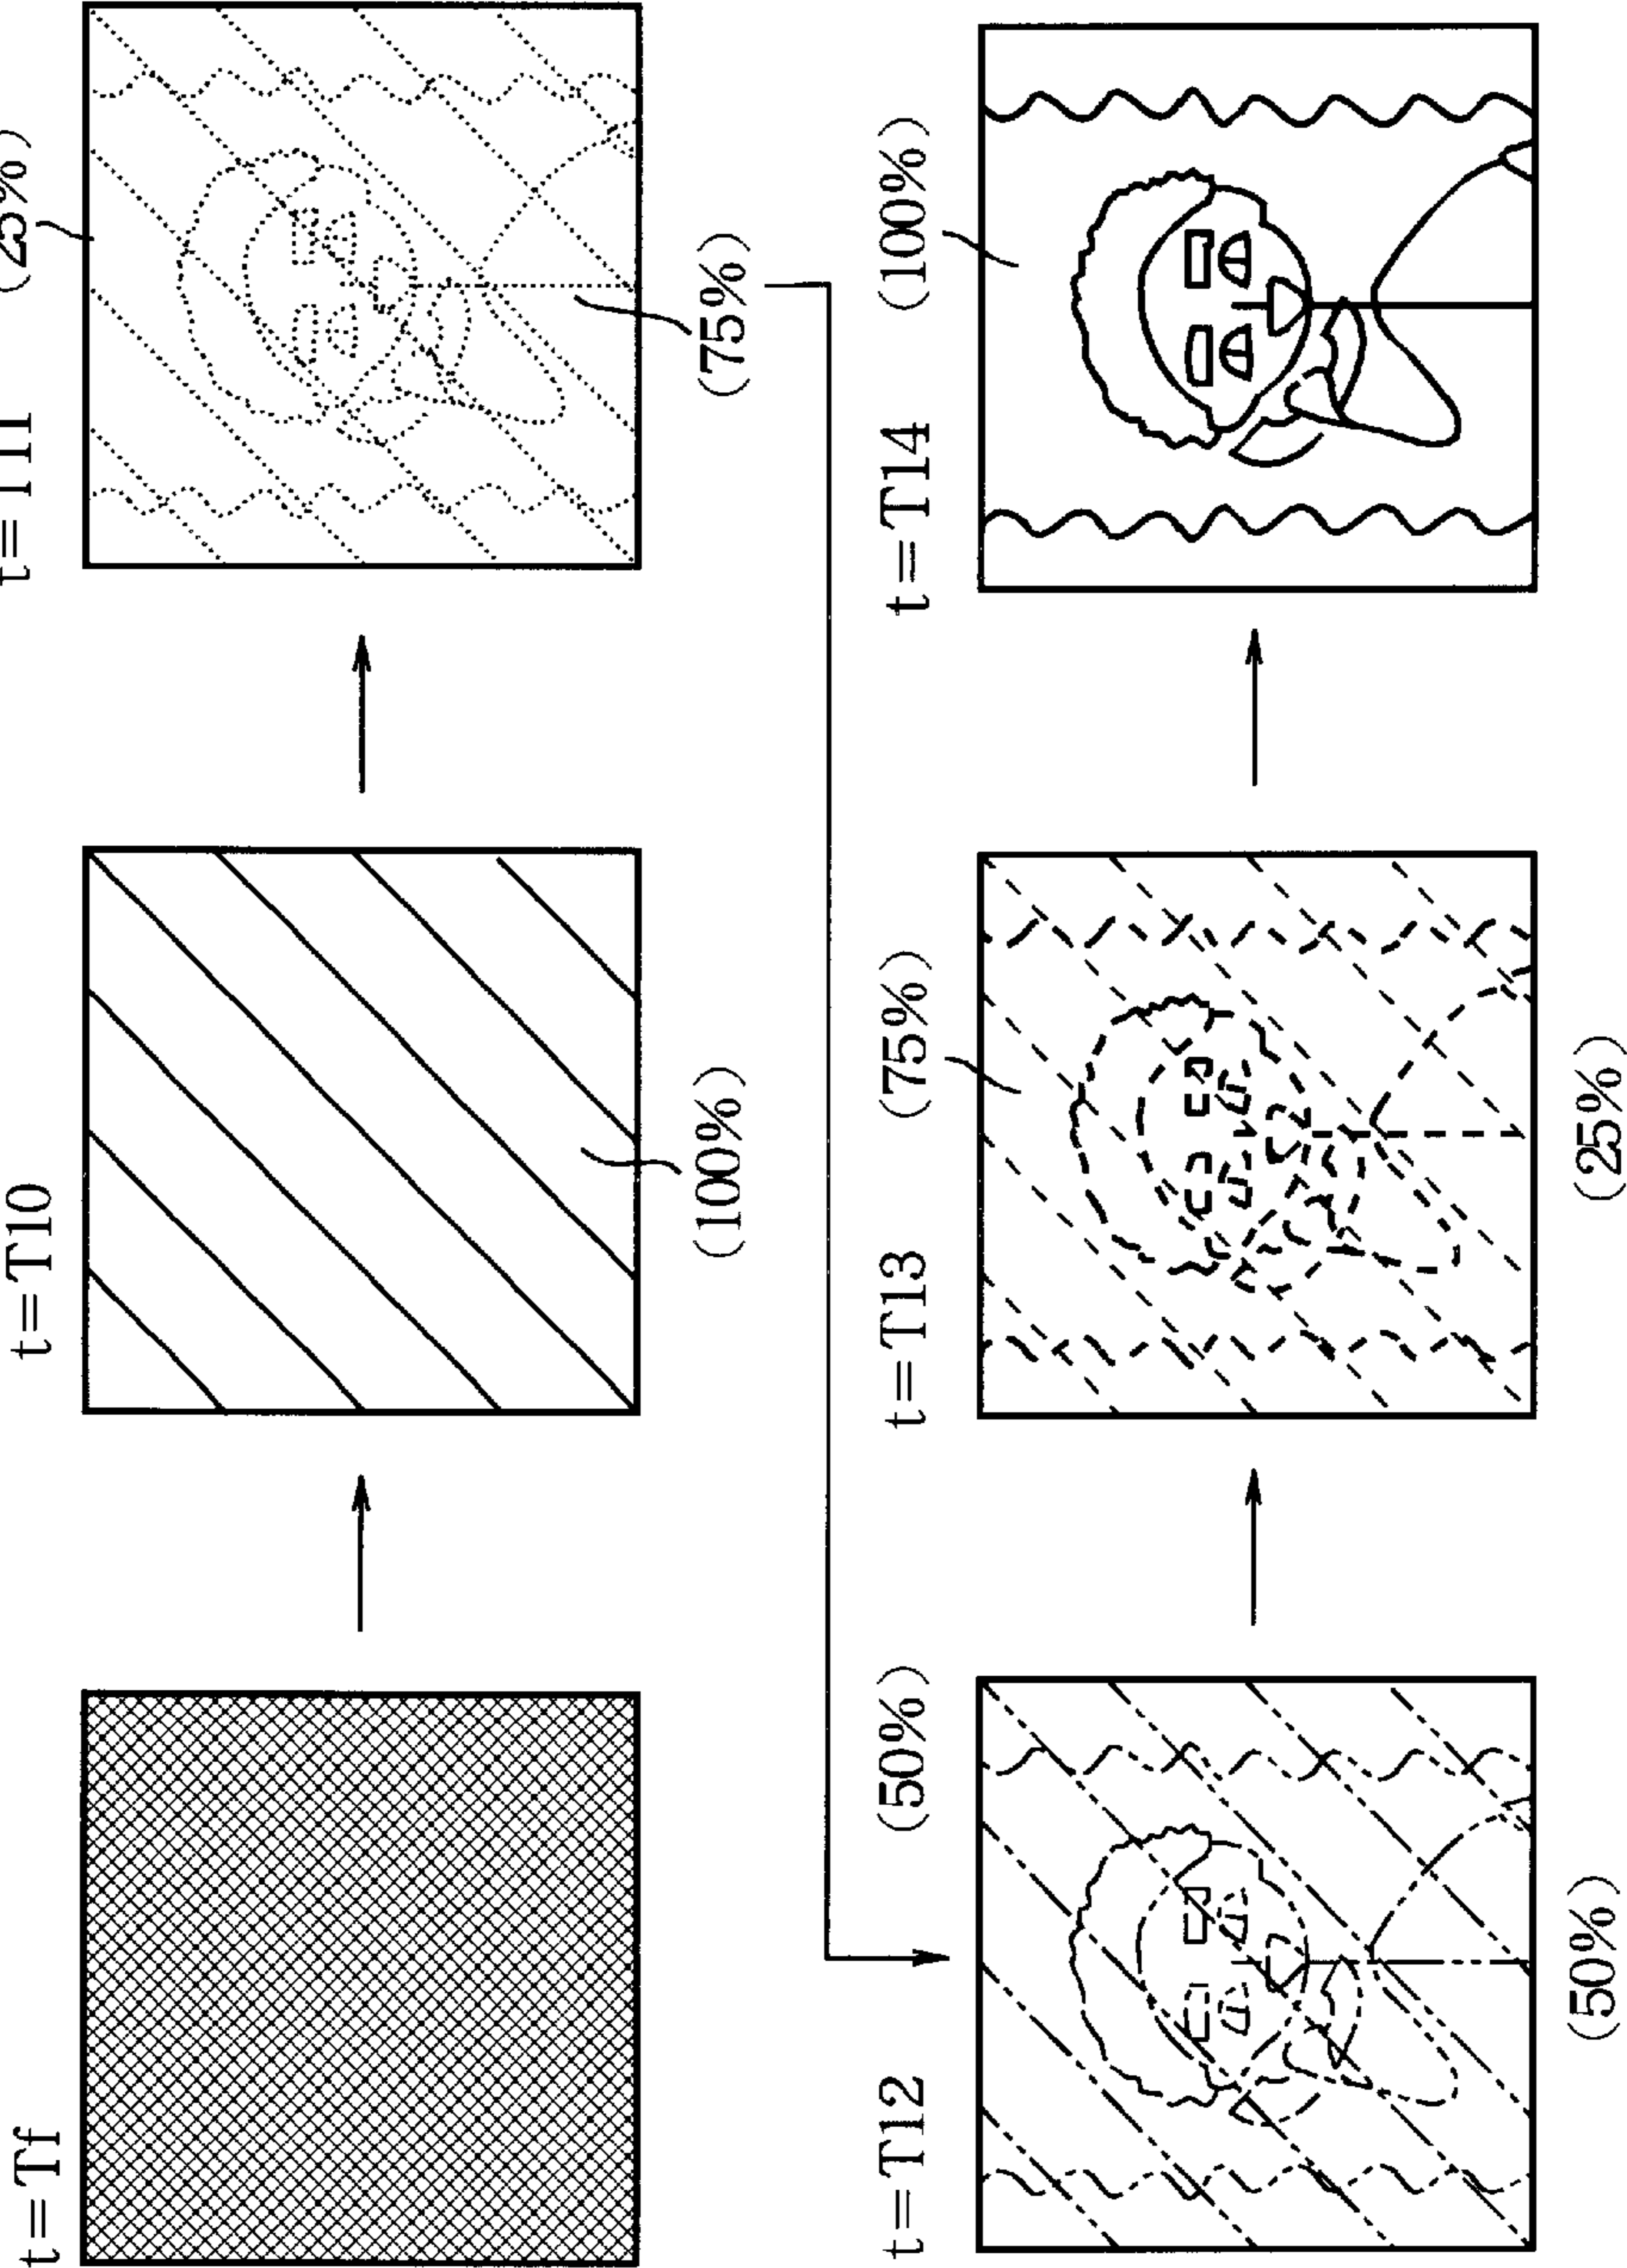 t=Tf
t=T10
t=T11 (25%)
(100%)
(75%)
t=T12 (50%)
t=T13 (75%)
t=T14 (100%)
(50%)
(25%)